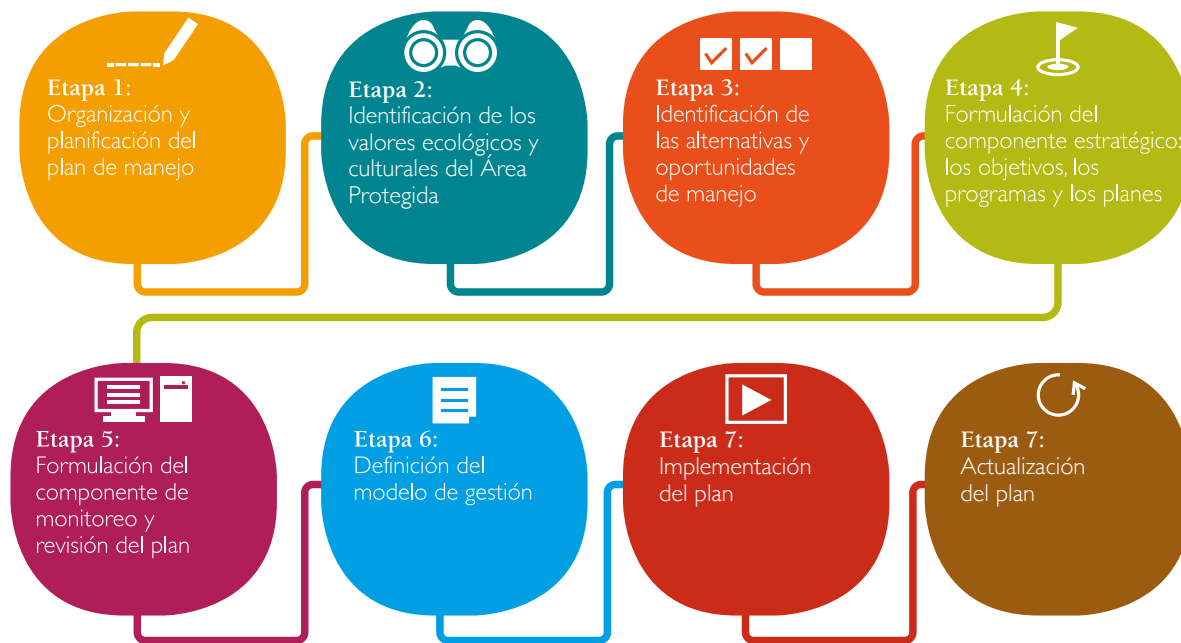 Etapa 1:
Organización y
planificación del
plan de manejo
Etapa 2:
Identificación de los
valores ecológicos y
culturales del Área
Protegida
Etapa 3:
Identificación de
las alternativas y
oportunidades
de manejo
Etapa 4:
Formulación del
componente estratégico:
los objetivos, los
programas y los planes
Etapa 5:
Formulación del
componente de
monitoreo y
revisión del plan
Etapa 6:
Definición del
modelo de gestión
Etapa 7:
Implementación
del plan
Etapa 7:
Actualización
del plan